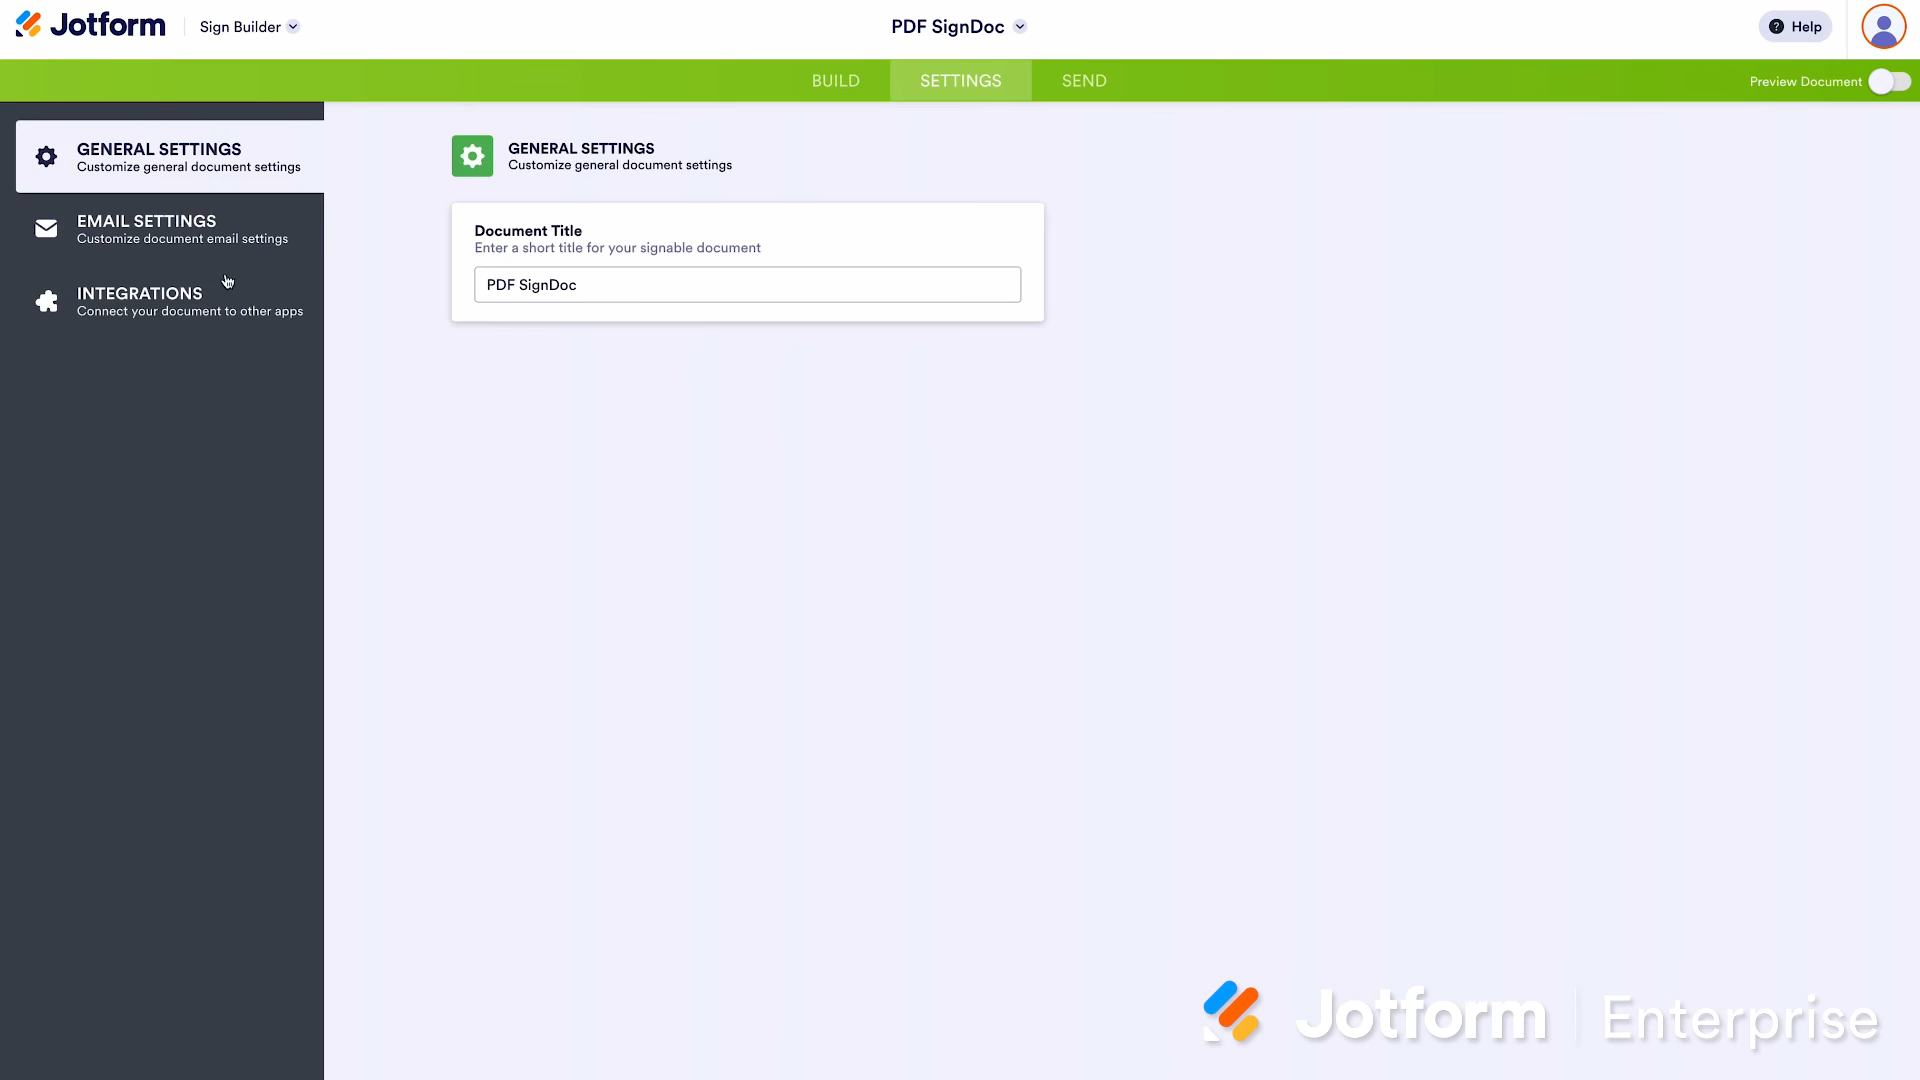 Jotform
Sign Builder
PDF SignDoc
Help
BUILD
SETTINGS
SEND
Preview Document
GENERAL SETTINGS
Customize general document settings
EMAIL SETTINGS
Customize document email settings
INTEGRATIONS
Connect your document to other apps
GENERAL SETTINGS
Customize general document settings
Document Title
Enter a short title for your signable document
PDF SignDoc
Jotform Enterprise